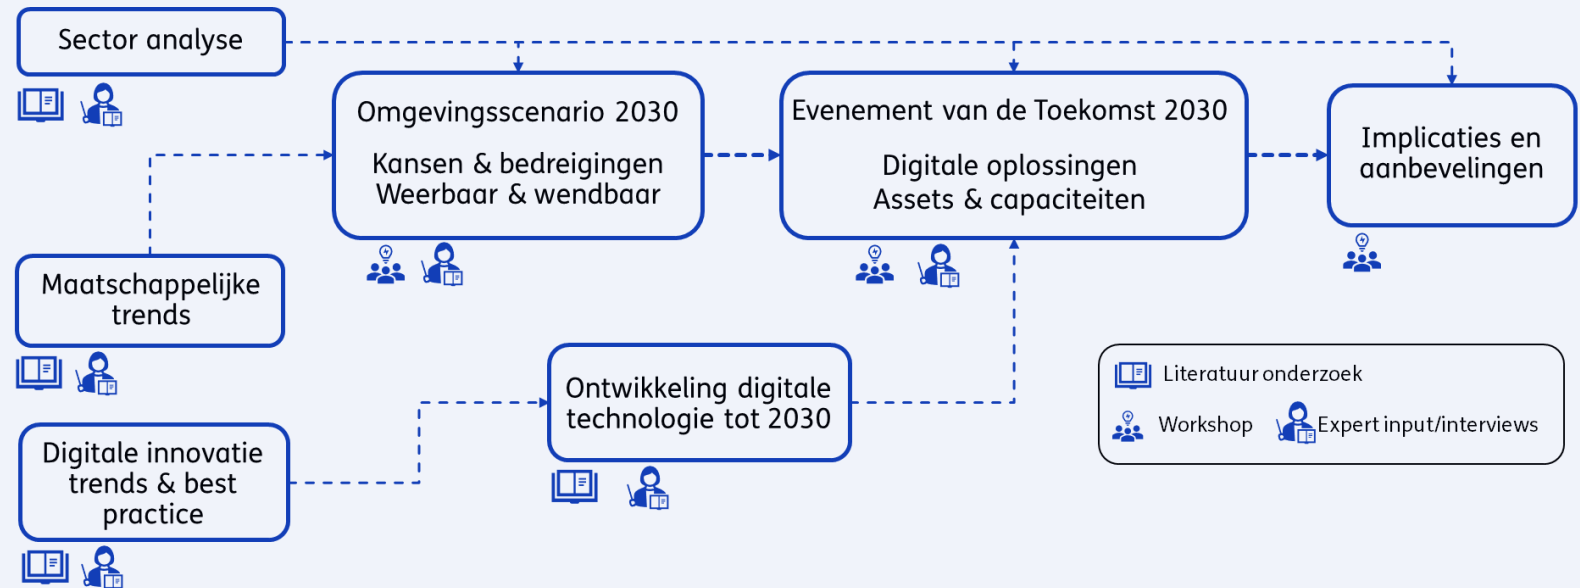 Sector analyse
Omgevingsscenario 2030
Kansen & bedreigingen
Weerbaar & wendbaar
Evenement van de Toekomst 2030
Digitale oplossingen
Assets & capaciteiten
Implicaties en
aanbevelingen
Maatschappelijke
trends
Ontwikkeling digitale
technologie tot 2030
Digitale innovatie
trends & best
practice
Literatuur onderzoek
Workshop
Expert input/interviews